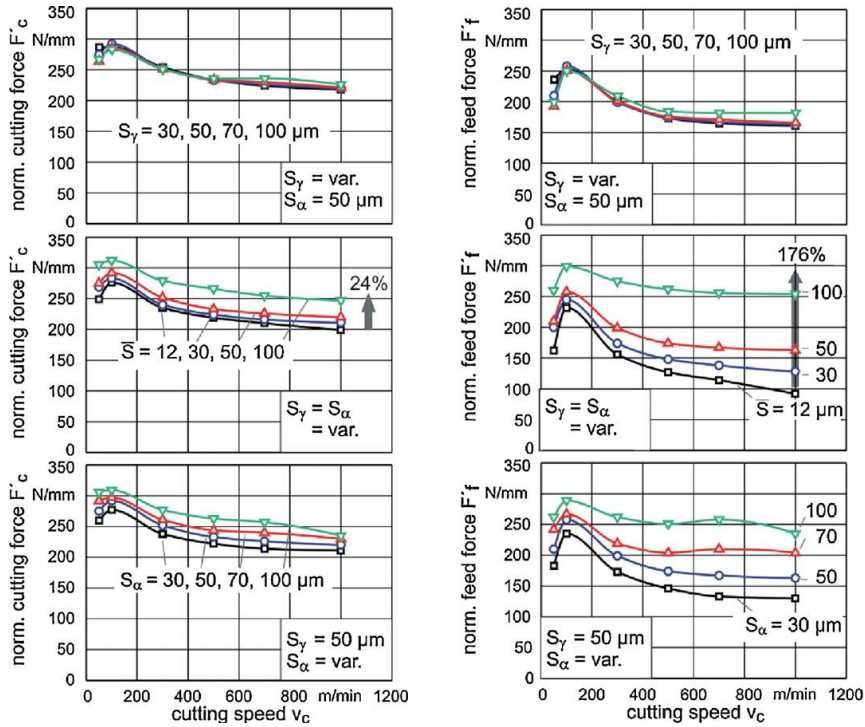 norm. cutting force F´c
350
N/mm
250
200
150
100
50
0
Sγ = 30, 50, 70, 100 µm
Sγ = var.
Sα = 50 µm
norm. feed force F´f
350
N/mm
250
200
150
100
50
0
Sγ = 30, 50, 70, 100 µm
Sγ = var.
Sα = 50 µm
norm. cutting force F´c
350
N/mm
250
200
150
100
50
0
24%
S̅ = 12, 30, 50, 100
Sγ = Sα
= var.
norm. feed force F´f
350
N/mm
250
200
150
100
50
0
176%
100
50
30
S̅ = 12 µm
Sγ = Sα
= var.
norm. cutting force F´c
350
N/mm
250
200
150
100
50
0
Sα = 30, 50, 70, 100 µm
Sγ = 50 µm
Sα = var.
0 200 400 600 800 m/min 1200
cutting speed vc
norm. feed force F´f
350
N/mm
250
200
150
100
50
0
100
70
50
Sα = 30 µm
Sγ = 50 µm
Sα = var.
0 200 400 600 800 m/min 1200
cutting speed vc